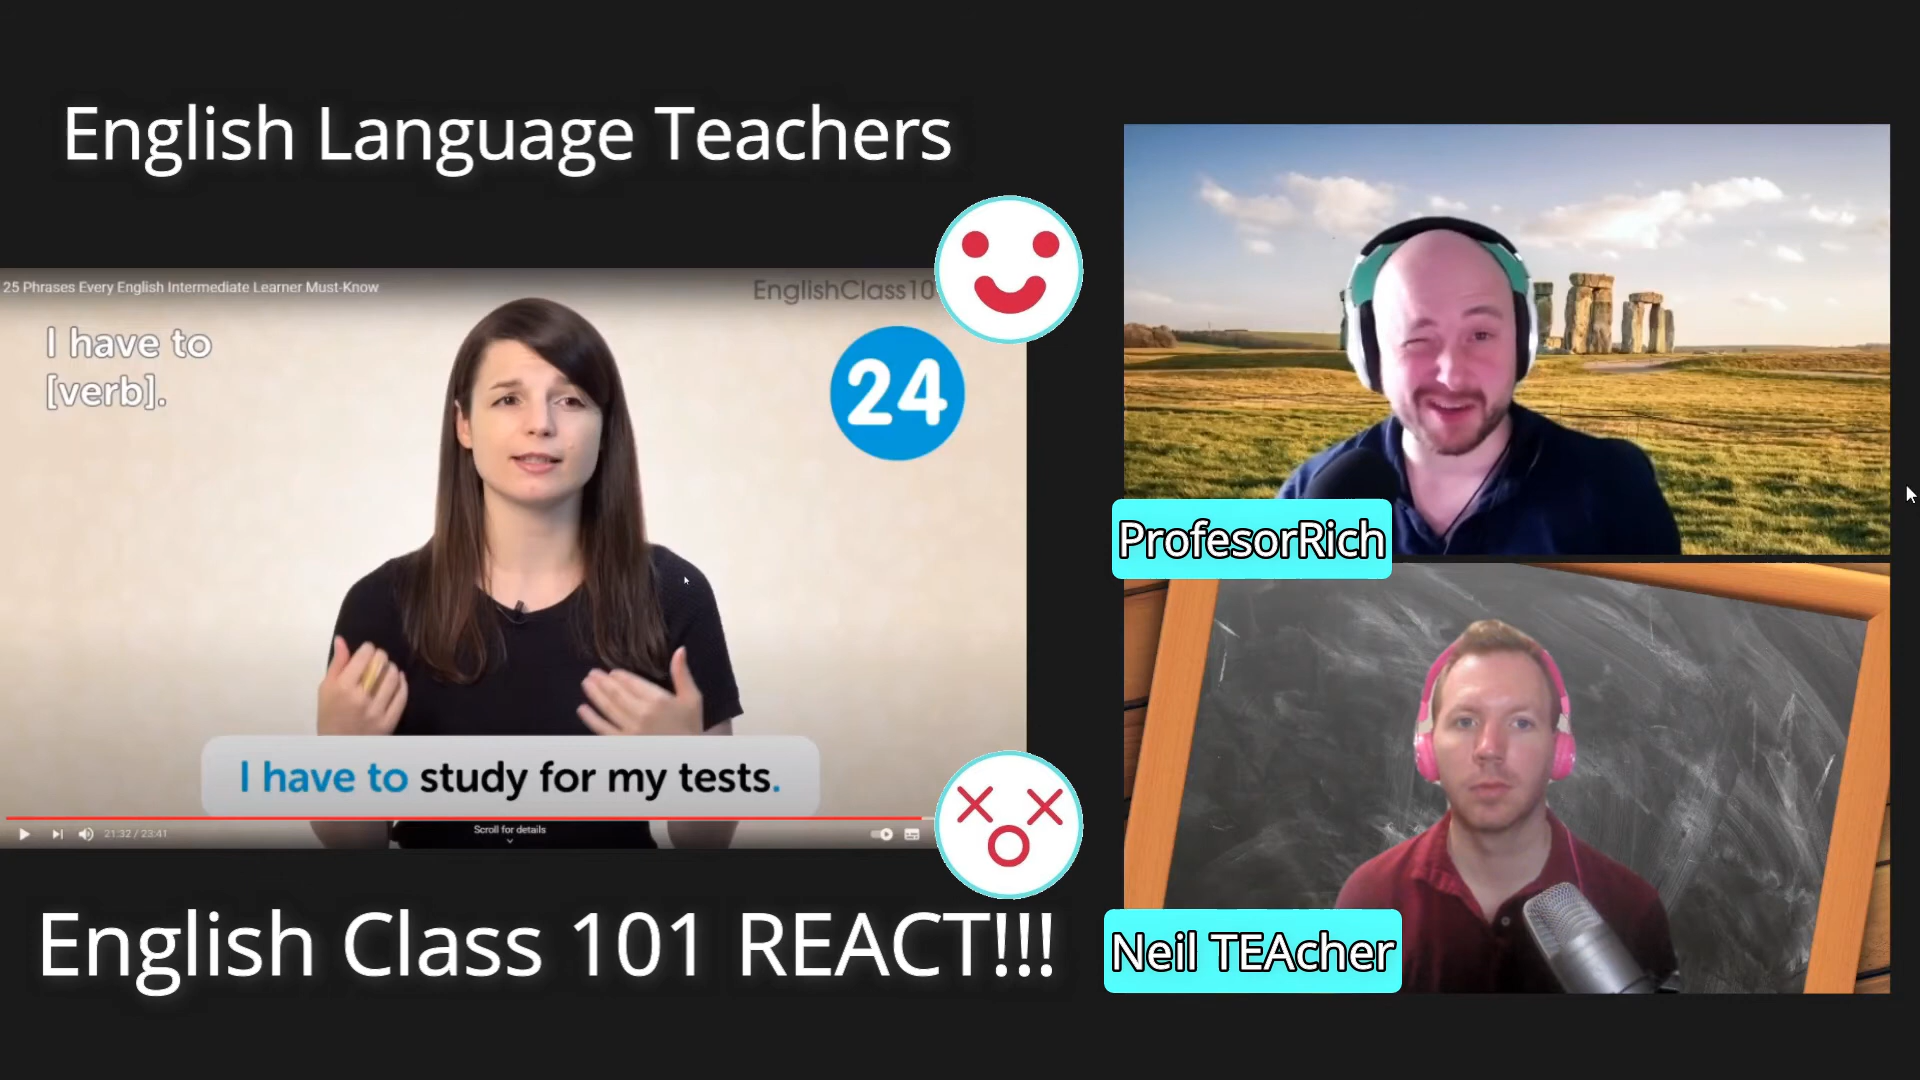 English Language Teachers
25 Phrases Every English Intermediate Learner Must-Know
EnglishClass10
I have to
[verb].
24
I have to study for my tests.
21:32 / 23:41
Scroll for details
English Class 101 REACT!!!
ProfesorRich
Neil TEAcher